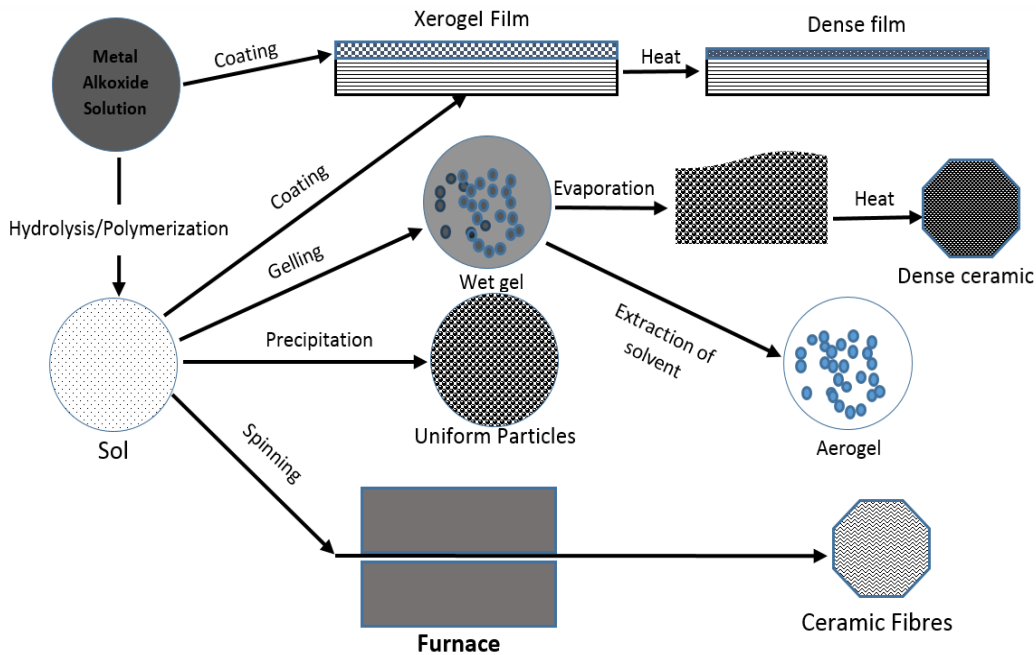 Xerogel Film
Dense film
Metal
Alkoxide
Solution
Coating
Heat
Coating
Evaporation
Heat
Hydrolysis/Polymerization
Gelling
Wet gel
Dense ceramic
Precipitation
Extraction of
solvent
Uniform Particles
Aerogel
Sol
Spinning
Ceramic Fibres
Furnace